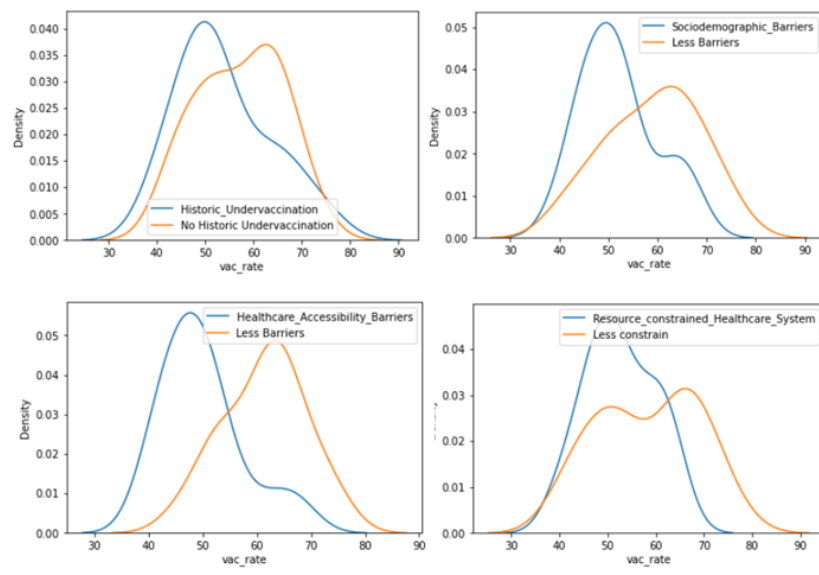 0.040
0.035
0.030
0.025
0.020
0.015
0.010
0.005
0.000
Density
Historic_Undervaccination
No Historic Undervaccination
30 40 50 60 70 80 90
vac_rate
0.05
0.04
0.03
0.02
0.01
0.00
Density
Sociodemographic_Barriers
Less Barriers
30 40 50 60 70 80 90
vac_rate
0.05
0.04
0.03
0.02
0.01
0.00
Density
Healthcare_Accessibility_Barriers
Less Barriers
30 40 50 60 70 80 90
vac_rate
0.04
0.03
0.02
0.01
0.00
Resource_constrained_Healthcare_System
Less constrain
30 40 50 60 70 80 90
vac_rate